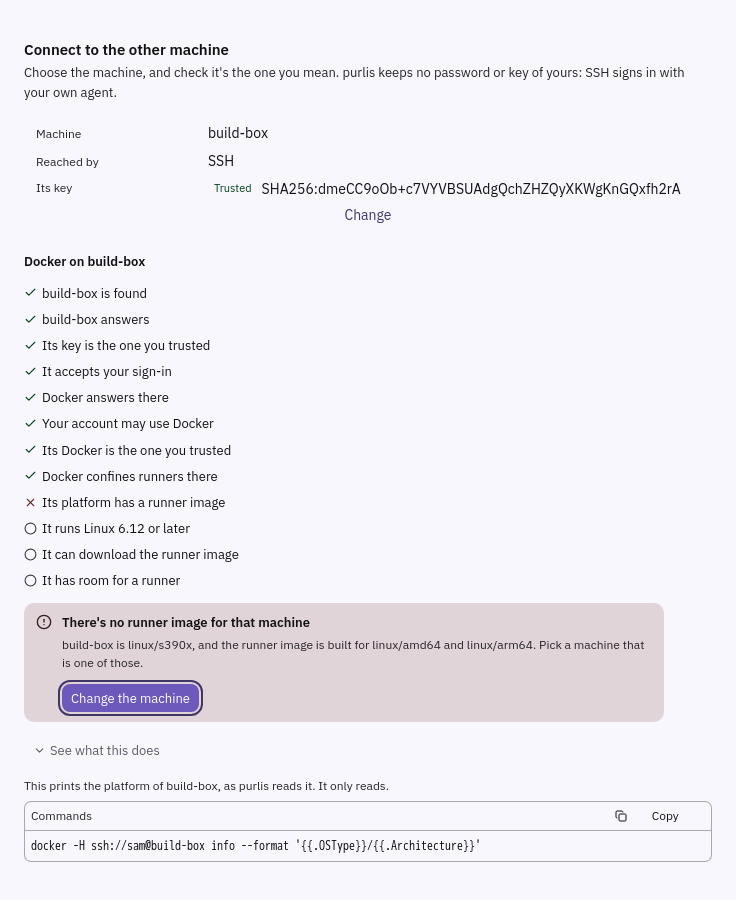 Connect to the other machine
Choose the machine, and check it's the one you mean. purlis keeps no password or key of yours: SSH signs in with
your own agent.
Machine build-box
Reached by SSH
Its key Trusted SHA256:dmeCC9oOb+c7VYVBSUAdgQchZHZQyXKWgKnGQxfh2rA
Change
Docker on build-box
build-box is found
build-box answers
Its key is the one you trusted
It accepts your sign-in
Docker answers there
Your account may use Docker
Its Docker is the one you trusted
Docker confines runners there
Its platform has a runner image
It runs Linux 6.12 or later
It can download the runner image
It has room for a runner
There's no runner image for that machine
build-box is linux/s390x, and the runner image is built for linux/amd64 and linux/arm64. Pick a machine that
is one of those.
Change the machine
See what this does
This prints the platform of build-box, as purlis reads it. It only reads.
Commands Copy
docker -H ssh://sam@build-box info --format '{{.OSType}}/{{.Architecture}}'